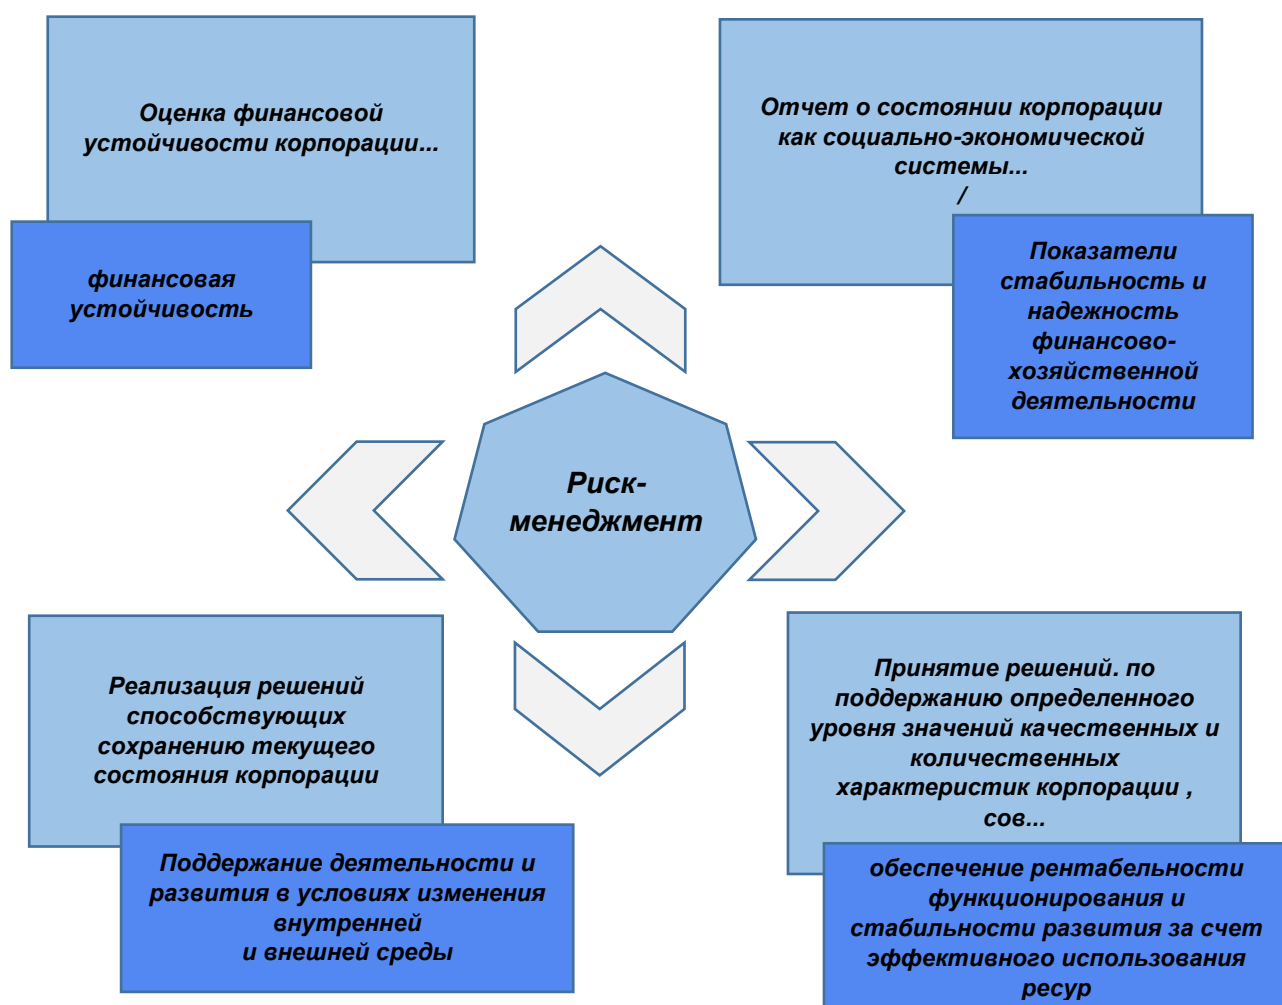 Оценка финансовой
устойчивости корпорации...
финансовая
устойчивость
Отчет о состоянии корпорации
как социально-экономической
системы...
/
Показатели
стабильность и
надежность
финансово-
хозяйственной
деятельности
Риск-
менеджмент
Реализация решений
способствующих
сохранению текущего
состояния корпорации
Поддержание деятельности и
развития в условиях изменения
внутренней
и внешней среды
Принятие решений. по
поддержанию определенного
уровня значений качественных и
количественных
характеристик корпорации ,
сов...
обеспечение рентабельности
функционирования и
стабильности развития за счет
эффективного использования
ресур